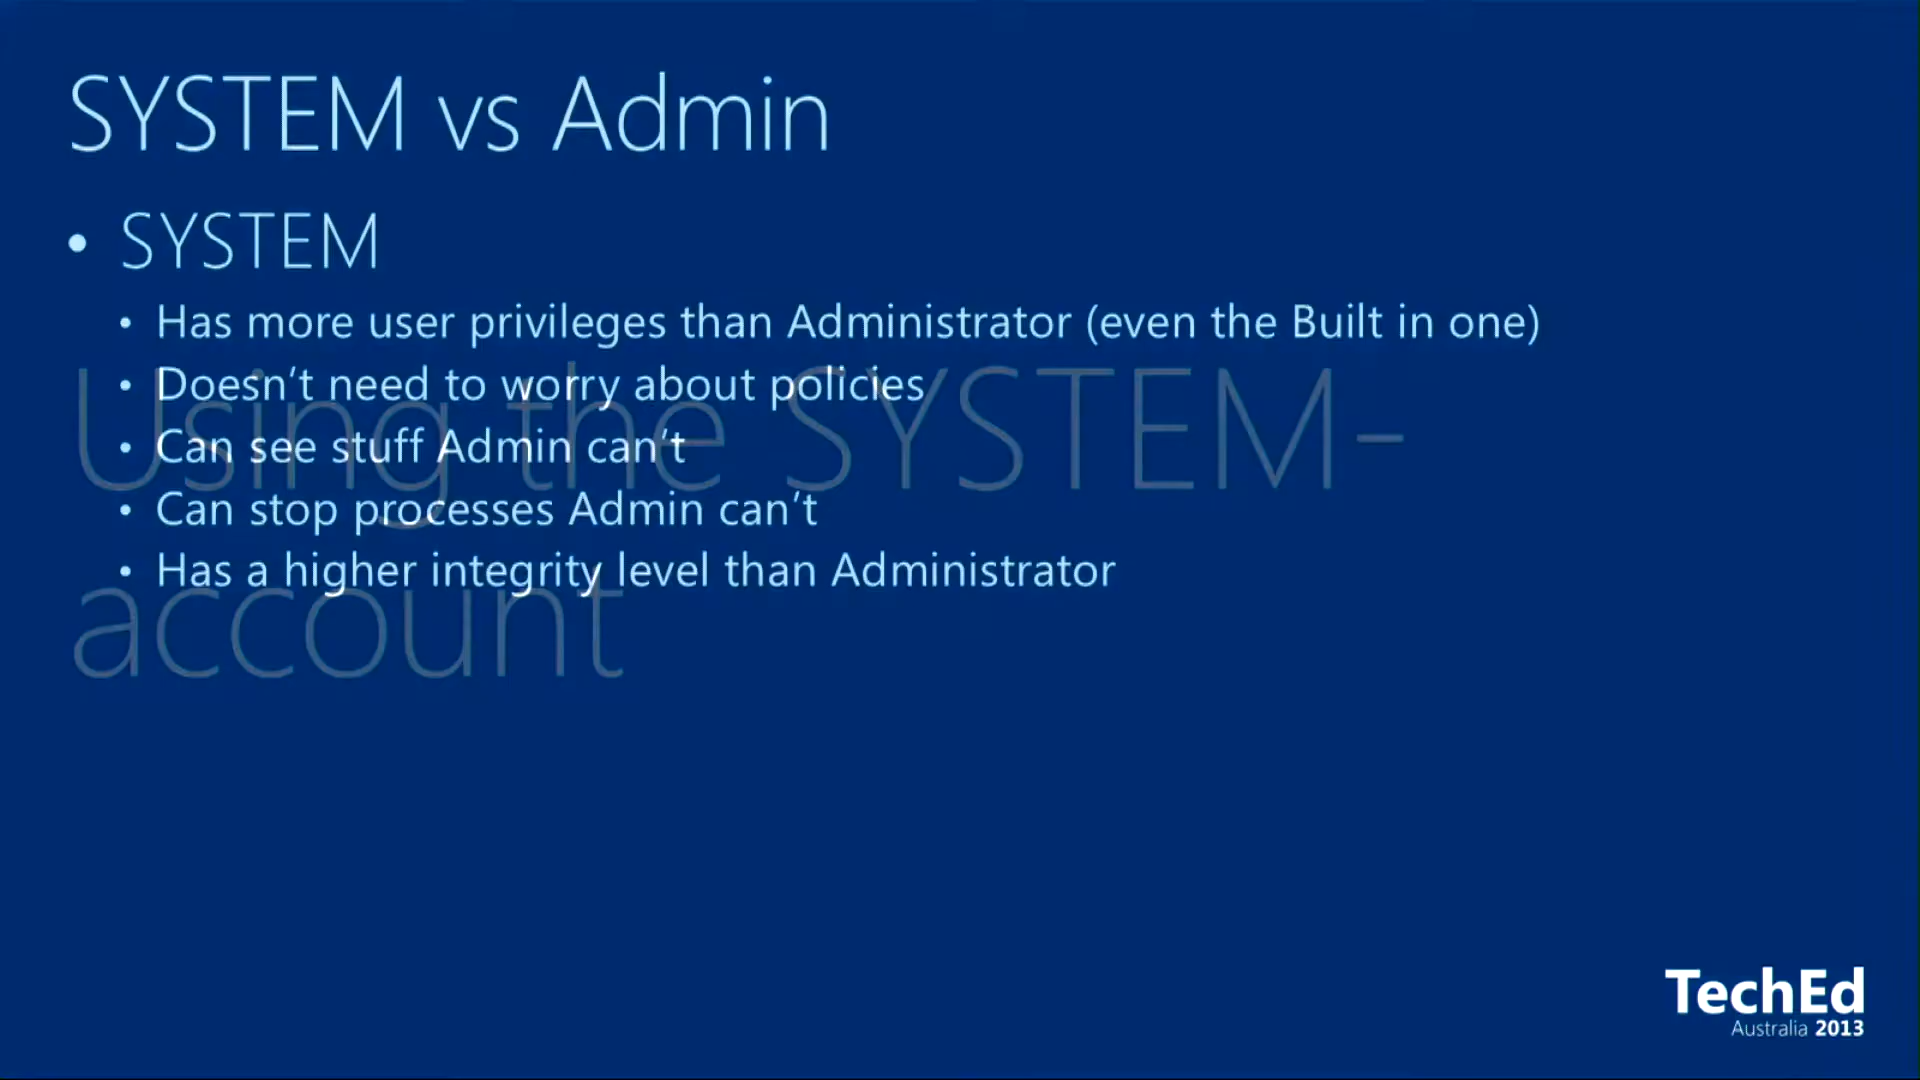 SYSTEM vs Admin
• SYSTEM
• Has more user privileges than Administrator (even the Built in one)
• Doesn't need to worry about policies
• Can see stuff Admin can't
• Can stop processes Admin can't
• Has a higher integrity level than Administrator
Using the SYSTEM-
account
TechEd
Australia 2013